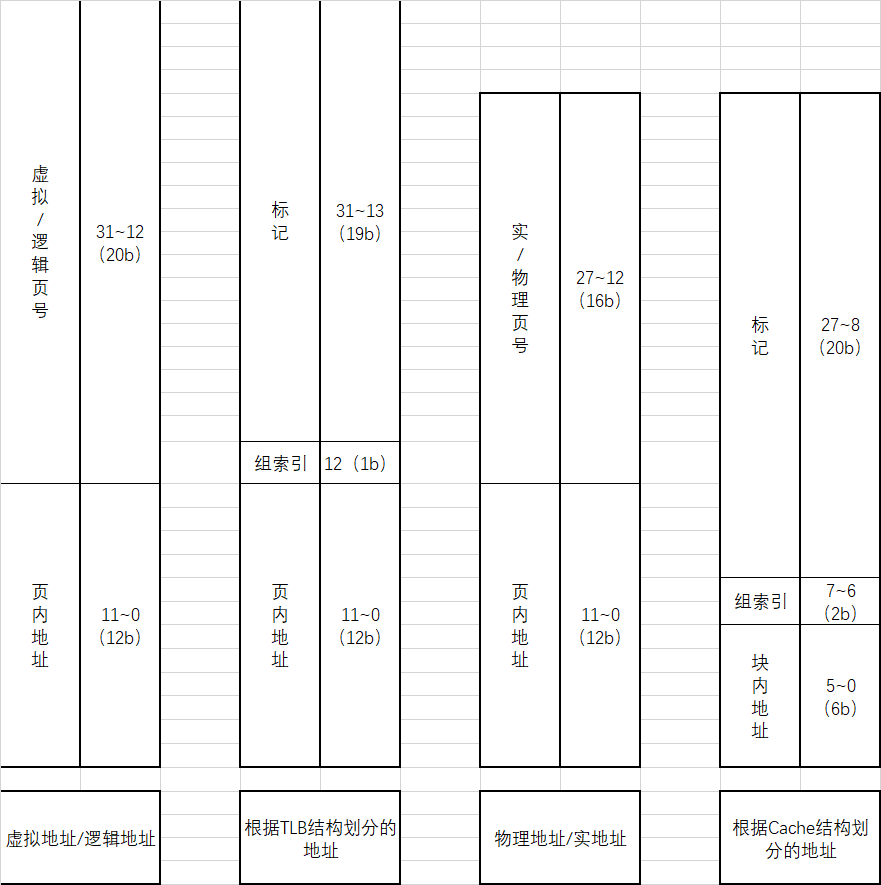 虚
拟
/
逻
辑
页
号
31~12
（20b）
页
内
地
址
11~0
（12b）
虚拟地址/逻辑地址
标
记
31~13
（19b）
组索引
12（1b）
页
内
地
址
11~0
（12b）
根据TLB结构划分的
地址
实
/
物
理
页
号
27~12
（16b）
页
内
地
址
11~0
（12b）
物理地址/实地址
标
记
27~8
（20b）
组索引
7~6
（2b）
块
内
地
址
5~0
（6b）
根据Cache结构划
分的地址